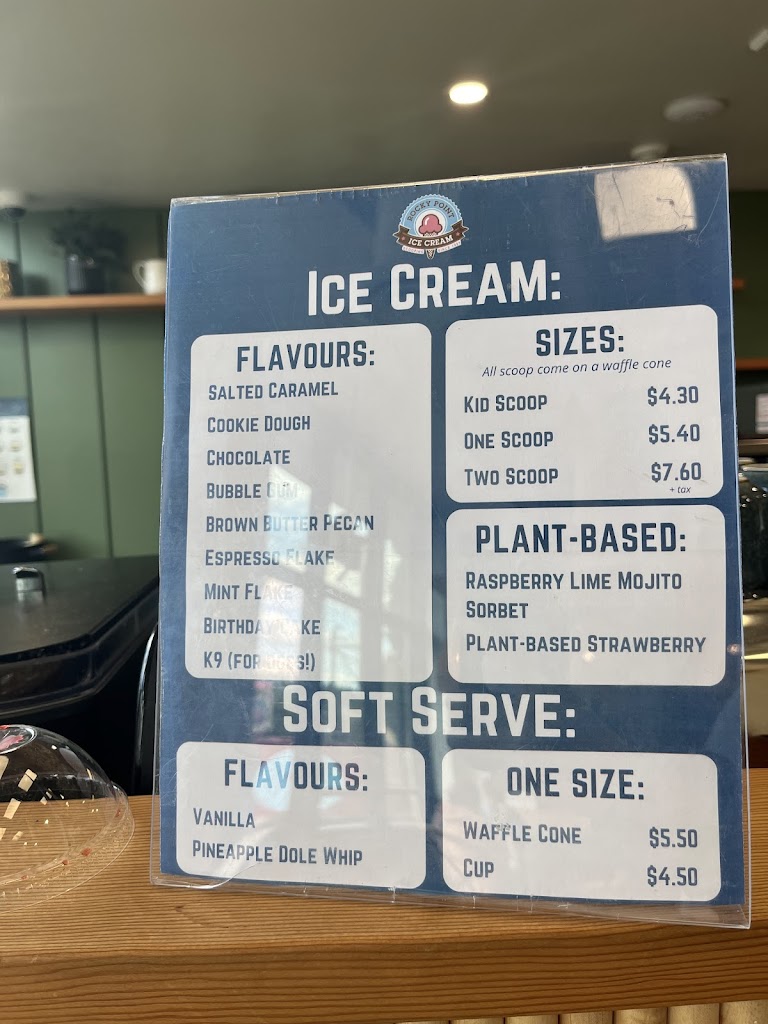 ROCKY POINT
ICE CREAM
ICE CREAM:
FLAVOURS:
SALTED CARAMEL
COOKIE DOUGH
CHOCOLATE
BUBBLE GUM
BROWN BUTTER PECAN
ESPRESSO FLAKE
MINT FLAKE
BIRTHDAY CAKE
K9 (FOR DOGS!)
SIZES:
All scoop come on a waffle cone
KID SCOOP $4.30
ONE SCOOP $5.40
TWO SCOOP $7.60
+ tax
PLANT-BASED:
RASPBERRY LIME MOJITO
SORBET
PLANT-BASED STRAWBERRY
SOFT SERVE:
FLAVOURS:
VANILLA
PINEAPPLE DOLE WHIP
ONE SIZE:
WAFFLE CONE $5.50
CUP $4.50